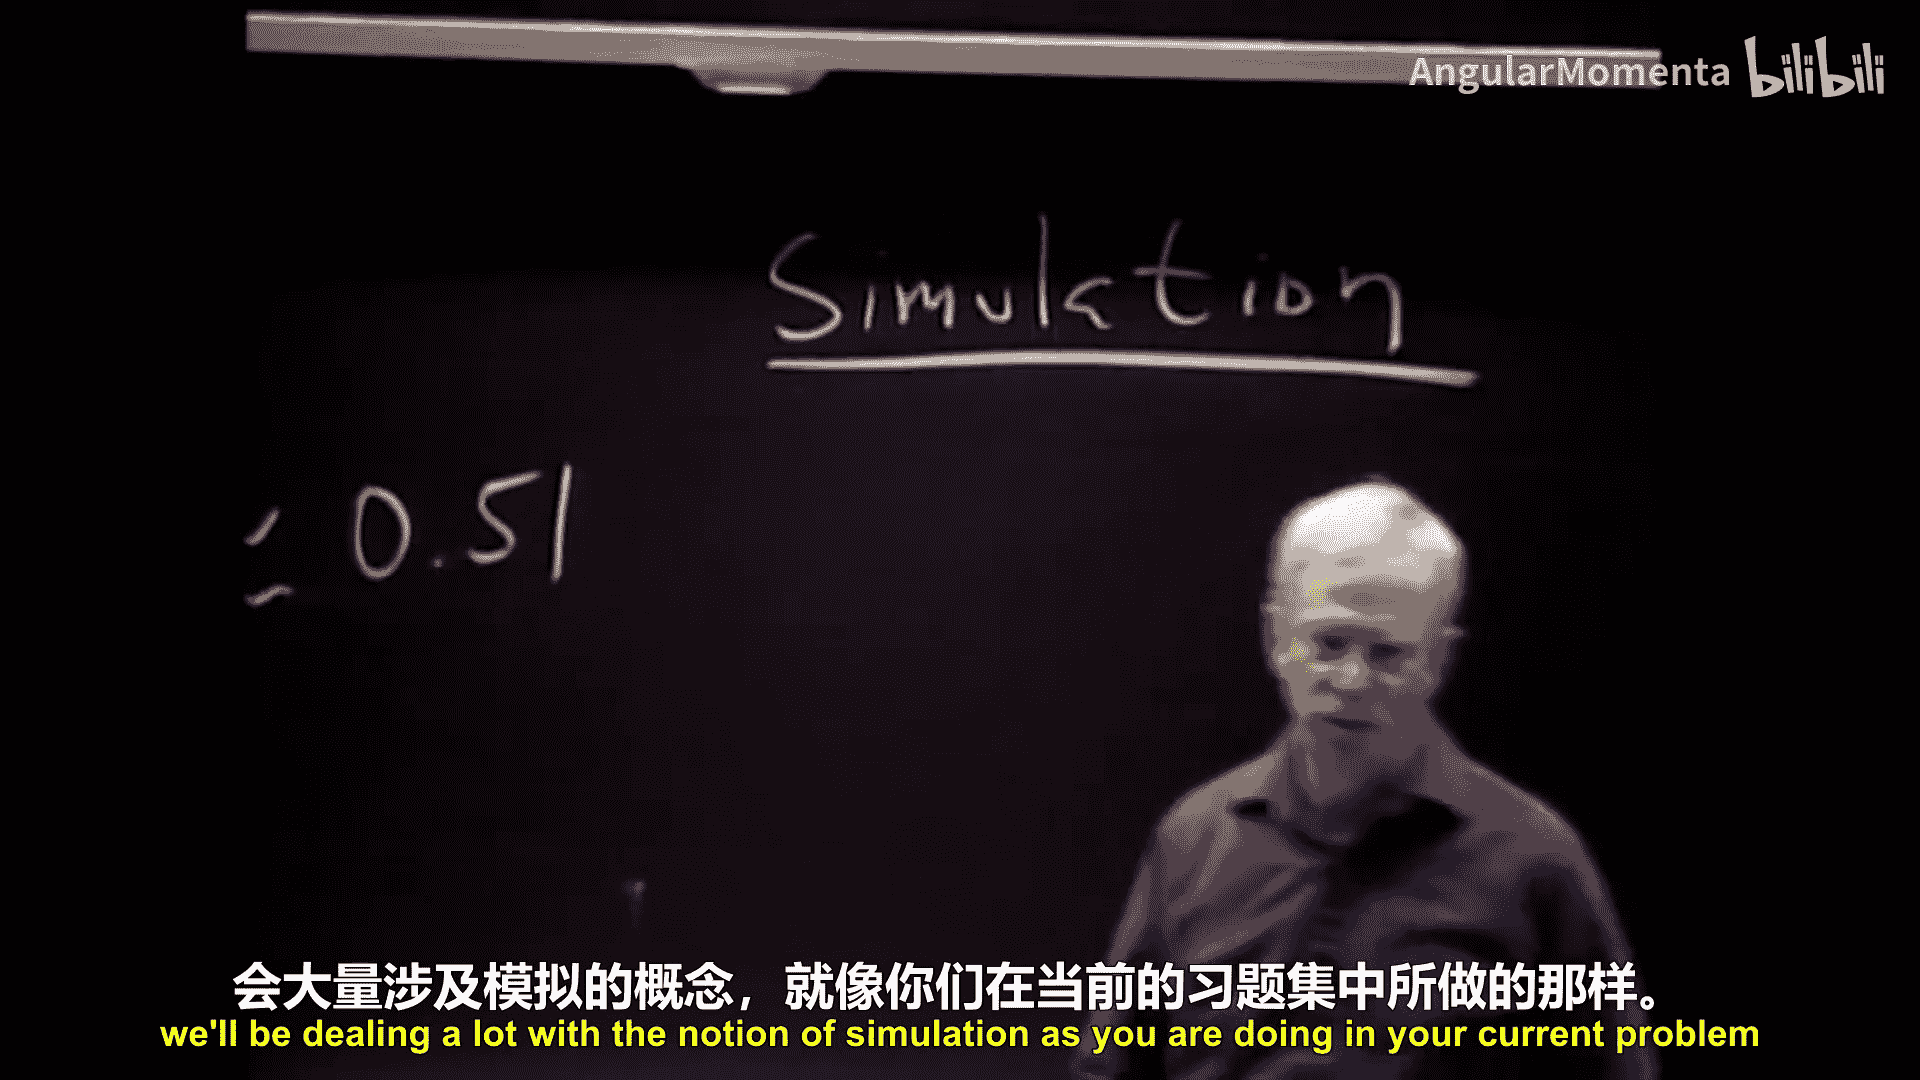 AngularMomenta bilibili
Simulation
= 0.51
会大量涉及模拟的概念，就像你们在当前的习题集中所做的那样。
we'll be dealing a lot with the notion of simulation as you are doing in your current problem